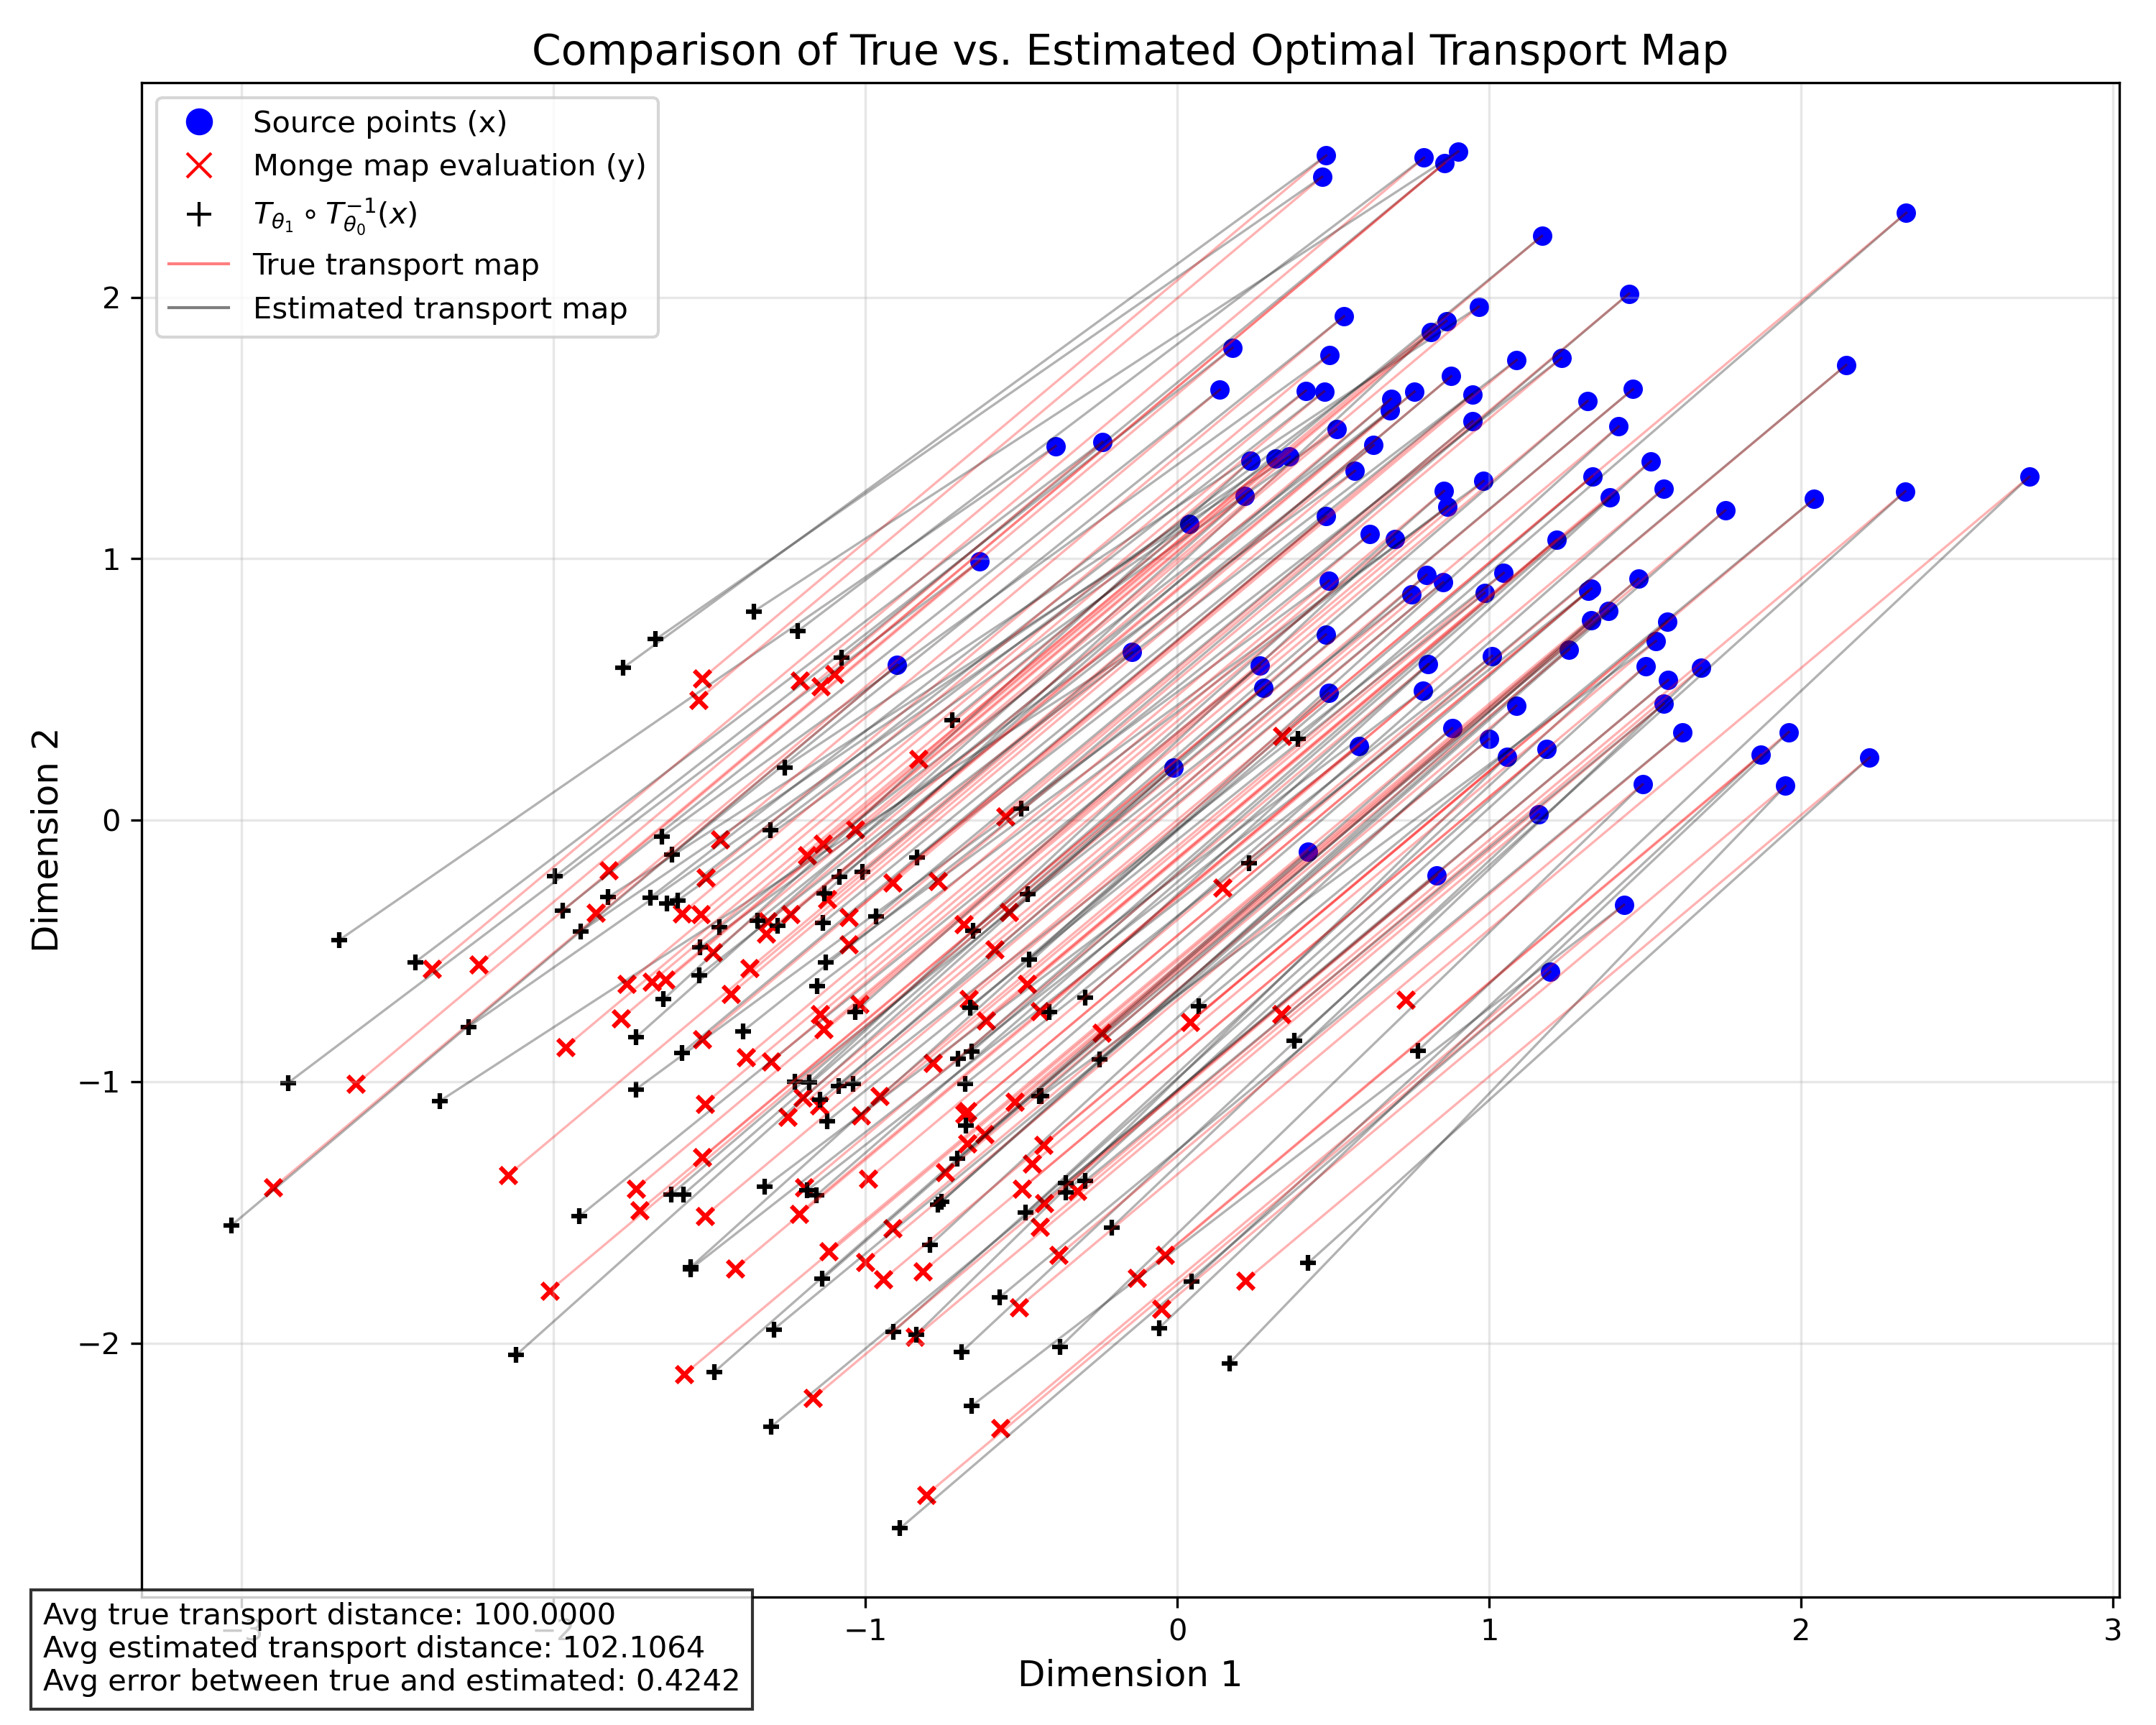 Comparison of True vs. Estimated Optimal Transport Map
Source points (x)
Monge map evaluation (y)
$T_{\theta_1} \circ T_{\theta_0}^{-1}(x)$
True transport map
Estimated transport map
2
1
0
−1
−2
Dimension 2
−3
−2
−1
0
1
2
3
Dimension 1
Avg true transport distance: 100.0000
Avg estimated transport distance: 102.1064
Avg error between true and estimated: 0.4242